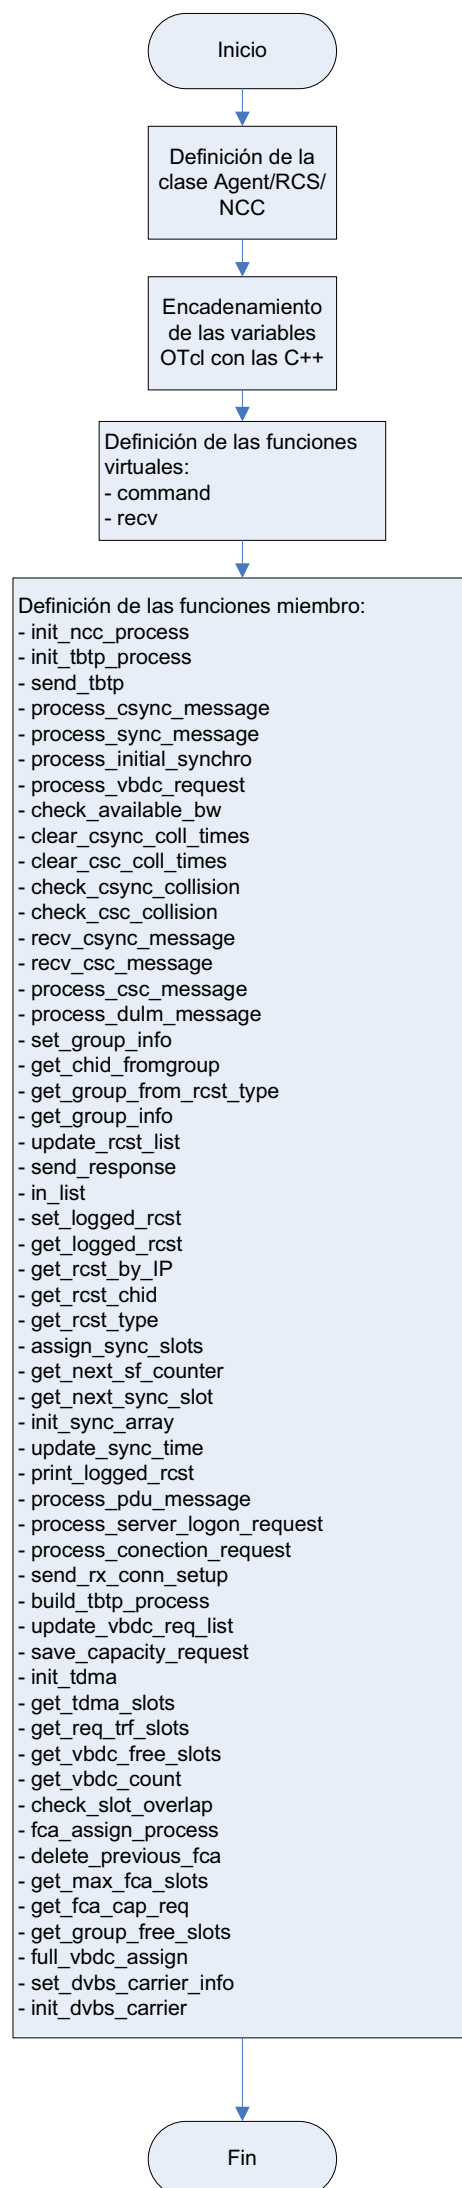 Inicio
Definición de la
clase Agent/RCS/
NCC
Encadenamiento
de las variables
OTcl con las C++
Definición de las funciones
virtuales:
- command
- recv
Definición de las funciones miembro:
- init_ncc_process
- init_tbtp_process
- send_tbtp
- process_csync_message
- process_sync_message
- process_initial_synchro
- process_vbdc_request
- check_available_bw
- clear_csync_coll_times
- clear_csc_coll_times
- check_csync_collision
- check_csc_collision
- recv_csync_message
- recv_csc_message
- process_csc_message
- process_dulm_message
- set_group_info
- get_chid_fromgroup
- get_group_from_rcst_type
- get_group_info
- update_rcst_list
- send_response
- in_list
- set_logged_rcst
- get_logged_rcst
- get_rcst_by_IP
- get_rcst_chid
- get_rcst_type
- assign_sync_slots
- get_next_sf_counter
- get_next_sync_slot
- init_sync_array
- update_sync_time
- print_logged_rcst
- process_pdu_message
- process_server_logon_request
- process_conection_request
- send_rx_conn_setup
- build_tbtp_process
- update_vbdc_req_list
- save_capacity_request
- init_tdma
- get_tdma_slots
- get_req_trf_slots
- get_vbdc_free_slots
- get_vbdc_count
- check_slot_overlap
- fca_assign_process
- delete_previous_fca
- get_max_fca_slots
- get_fca_cap_req
- get_group_free_slots
- full_vbdc_assign
- set_dvbs_carrier_info
- init_dvbs_carrier
Fin